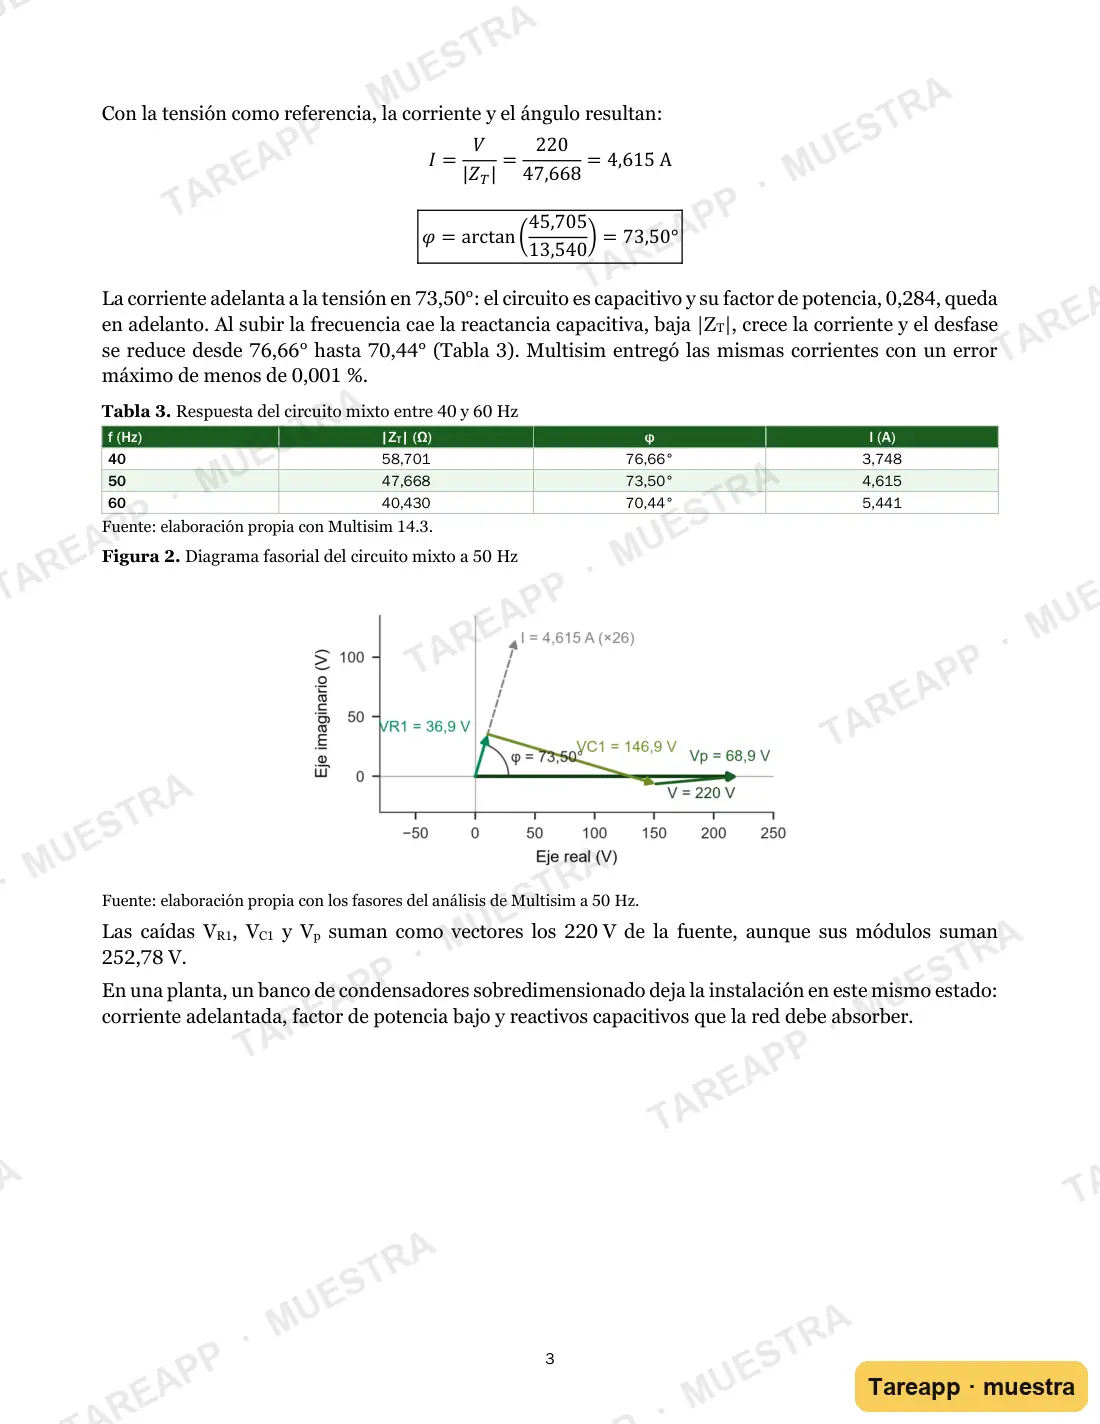 Con la tensión como referencia, la corriente y el ángulo resultan:
I = V / |Z_T| = 220 / 47,668 = 4,615 A
φ = arctan (45,705 / 13,540) = 73,50°
La corriente adelanta a la tensión en 73,50°: el circuito es capacitivo y su factor de potencia, 0,284, queda
en adelanto. Al subir la frecuencia cae la reactancia capacitiva, baja |ZT|, crece la corriente y el desfase
se reduce desde 76,66° hasta 70,44° (Tabla 3). Multisim entregó las mismas corrientes con un error
máximo de menos de 0,001 %.
Tabla 3. Respuesta del circuito mixto entre 40 y 60 Hz
f (Hz) |ZT| (Ω) φ I (A)
40 58,701 76,66° 3,748
50 47,668 73,50° 4,615
60 40,430 70,44° 5,441
Fuente: elaboración propia con Multisim 14.3.
Figura 2. Diagrama fasorial del circuito mixto a 50 Hz
I = 4,615 A (×26)
100
50
0
Eje imaginario (V)
VR1 = 36,9 V
φ = 73,50°
VC1 = 146,9 V
Vp = 68,9 V
V = 220 V
−50 0 50 100 150 200 250
Eje real (V)
Fuente: elaboración propia con los fasores del análisis de Multisim a 50 Hz.
Las caídas VR1, VC1 y Vp suman como vectores los 220 V de la fuente, aunque sus módulos suman
252,78 V.
En una planta, un banco de condensadores sobredimensionado deja la instalación en este mismo estado:
corriente adelantada, factor de potencia bajo y reactivos capacitivos que la red debe absorber.
3
Tareapp · muestra
TAREAPP · MUESTRA